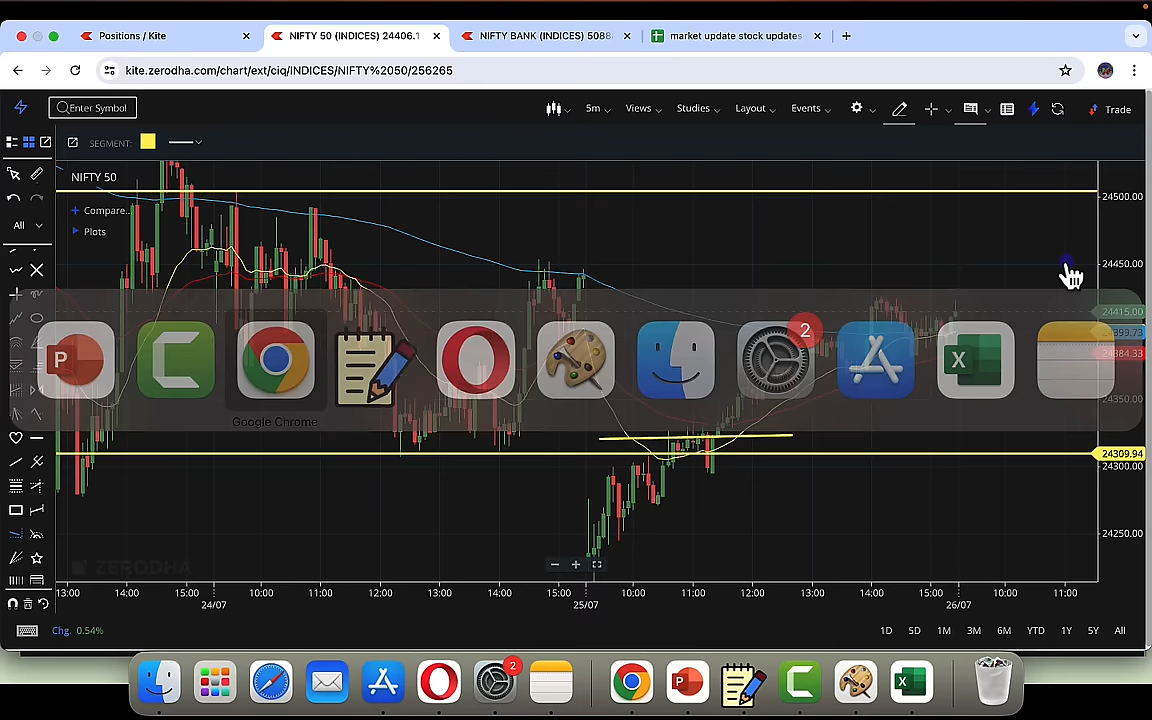 Positions / Kite
NIFTY 50 (INDICES) 24406.1
NIFTY BANK (INDICES) 5088
market update stock updates
kite.zerodha.com/chart/ext/ciq/INDICES/NIFTY%2050/256265
Enter Symbol
5m
Views
Studies
Layout
Events
Trade
SEGMENT:
NIFTY 50
Compare..
Plots
All
24500.00
24450.00
24415.00
24399.73
24384.33
24350.00
24309.94
24300.00
24250.00
P
2
X
Google Chrome
ZERODHA
13:00 14:00 15:00 10:00 11:00 12:00 13:00 14:00 15:00 10:00 11:00 12:00 13:00 14:00 15:00 10:00 11:00
24/07 25/07 26/07
Chg. 0.54%
1D 5D 1M 3M 6M YTD 1Y 5Y All
2
P
X